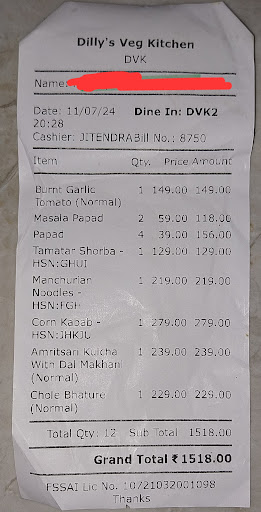 Dilly's Veg Kitchen
DVK
Name:
Date: 11/07/24 Dine In: DVK2
20:28
Cashier: JITENDRABill No.: 8750
Item Qty. Price Amount
Burnt Garlic 1 149.00 149.00
Tomato (Normal)
Masala Papad 2 59.00 118.00
Papad 4 39.00 156.00
Tamatar Shorba - 1 129.00 129.00
HSN:GHUI
Manchurian 1 219.00 219.00
Noodles -
HSN:FGH
Corn Kabab - 1 279.00 279.00
HSN:JHKJU
Amritsari Kulcha 1 239.00 239.00
With Dal Makhani
(Normal)
Chole Bhature 1 229.00 229.00
(Normal)
Total Qty: 12 Sub Total 1518.00
Grand Total ₹ 1518.00
FSSAI Lic No. 10721032001098
Thanks